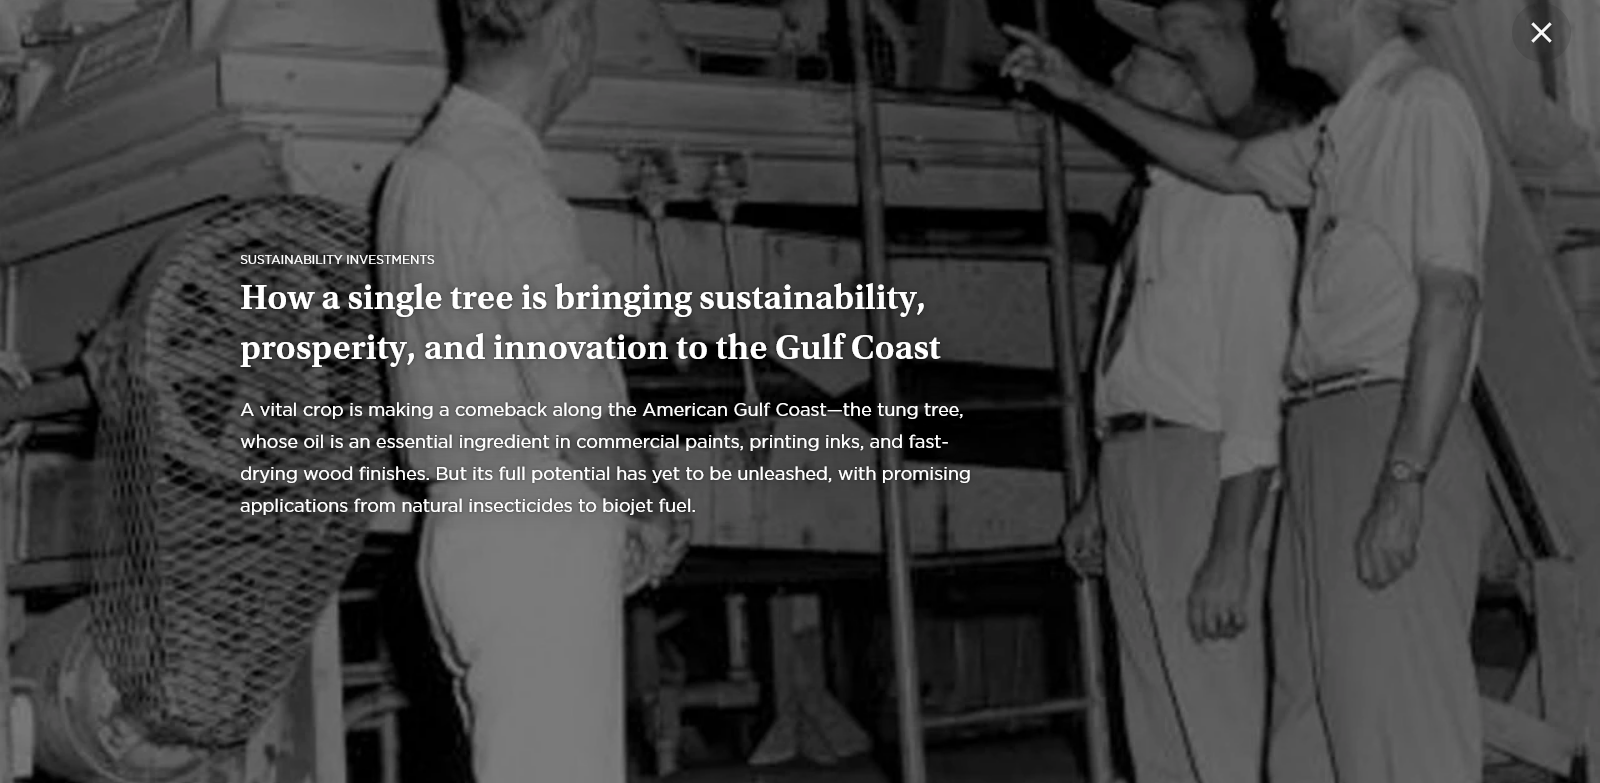 SUSTAINABILITY INVESTMENTS
How a single tree is bringing sustainability,
prosperity, and innovation to the Gulf Coast
A vital crop is making a comeback along the American Gulf Coast—the tung tree,
whose oil is an essential ingredient in commercial paints, printing inks, and fast-
drying wood finishes. But its full potential has yet to be unleashed, with promising
applications from natural insecticides to biojet fuel.